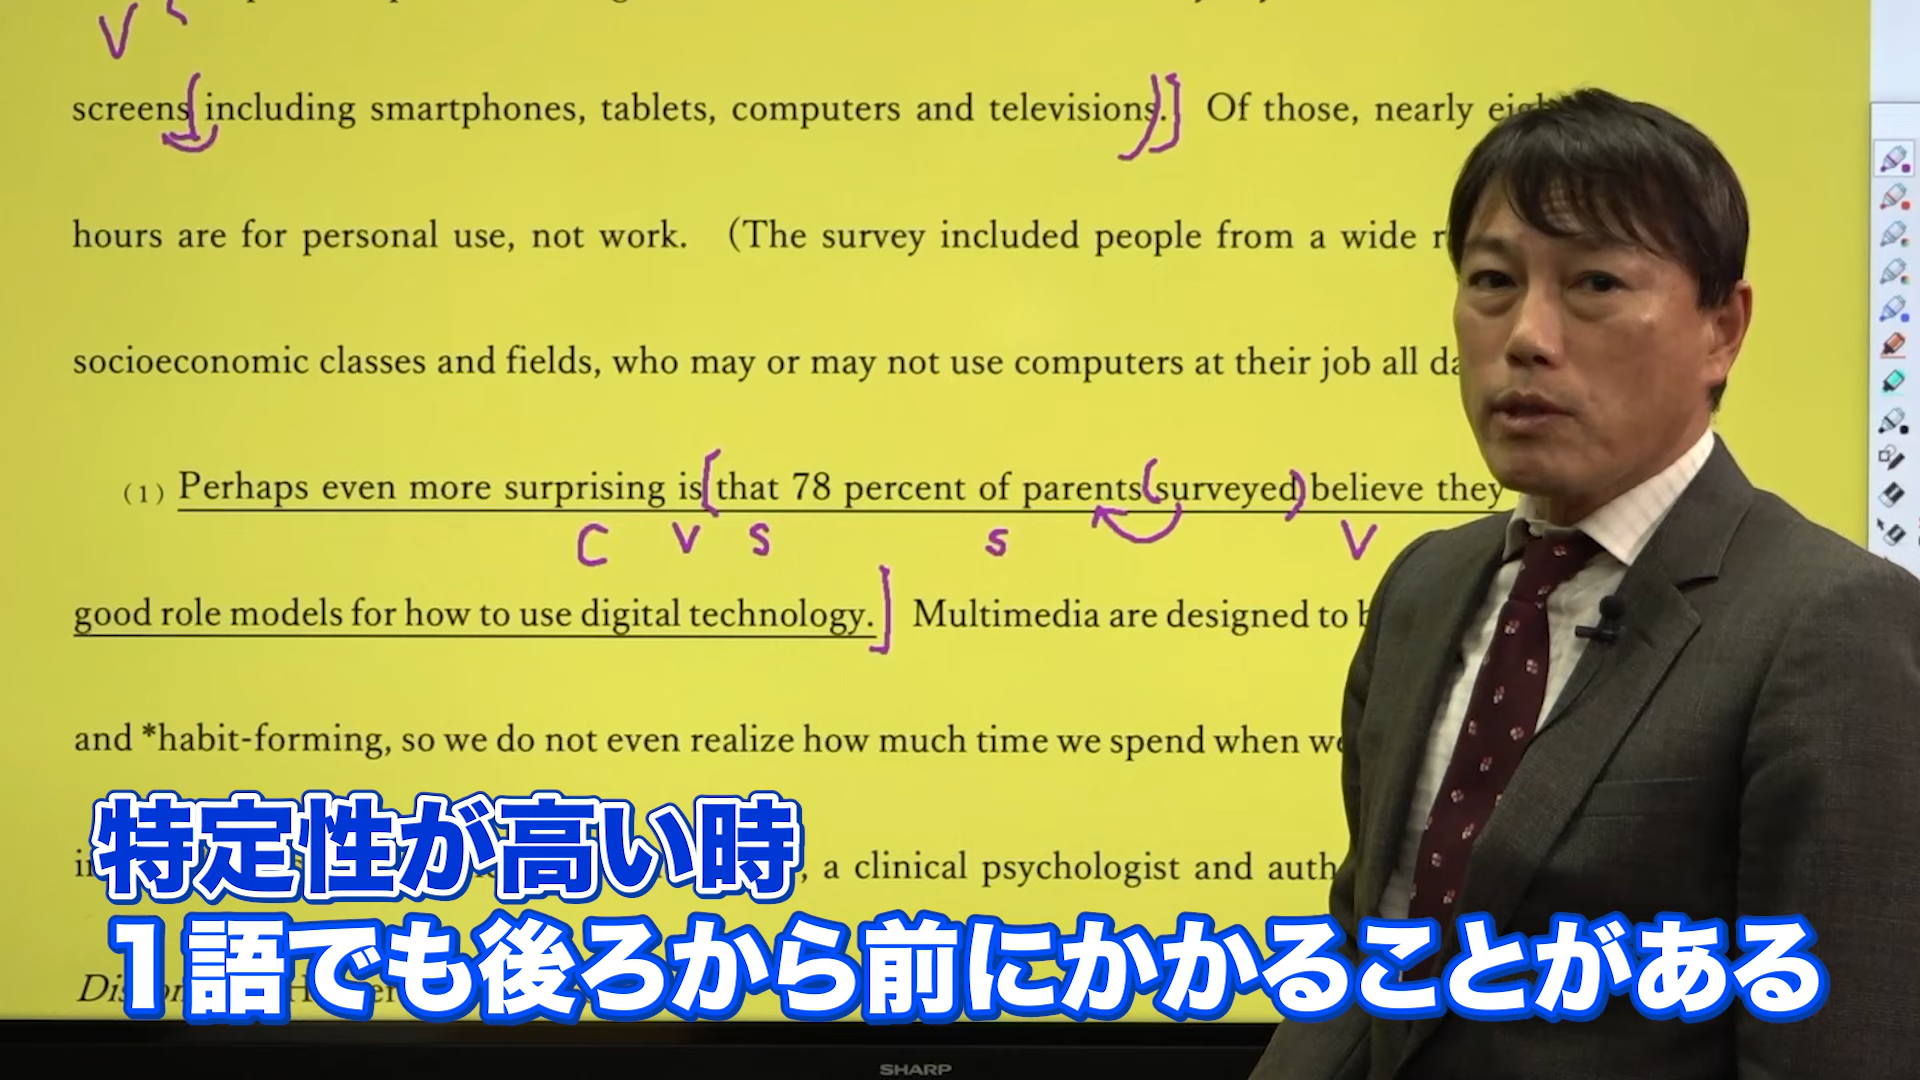 V
screens including smartphones, tablets, computers and televisions. Of those, nearly
hours are for personal use, not work. (The survey included people from a wide
socioeconomic classes and fields, who may or may not use computers at their job all
(1) Perhaps even more surprising is that 78 percent of parents (surveyed) believe they
C V S S V
good role models for how to use digital technology.] Multimedia are designed to
and *habit-forming, so we do not even realize how much time we spend when
特定性が高い時
, a clinical psychologist and
1語でも後ろから前にかかることがある
SHARP